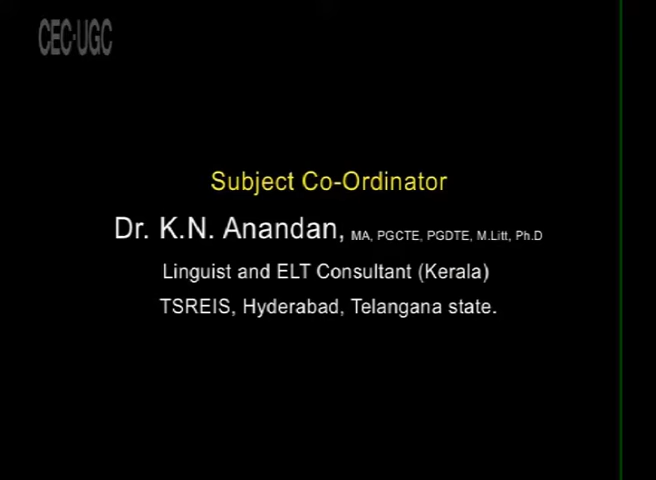 CEC-UGC
Subject Co-Ordinator
Dr. K.N. Anandan, MA, PGCTE, PGDTE, M.Litt, Ph.D
Linguist and ELT Consultant (Kerala)
TSREIS, Hyderabad, Telangana state.